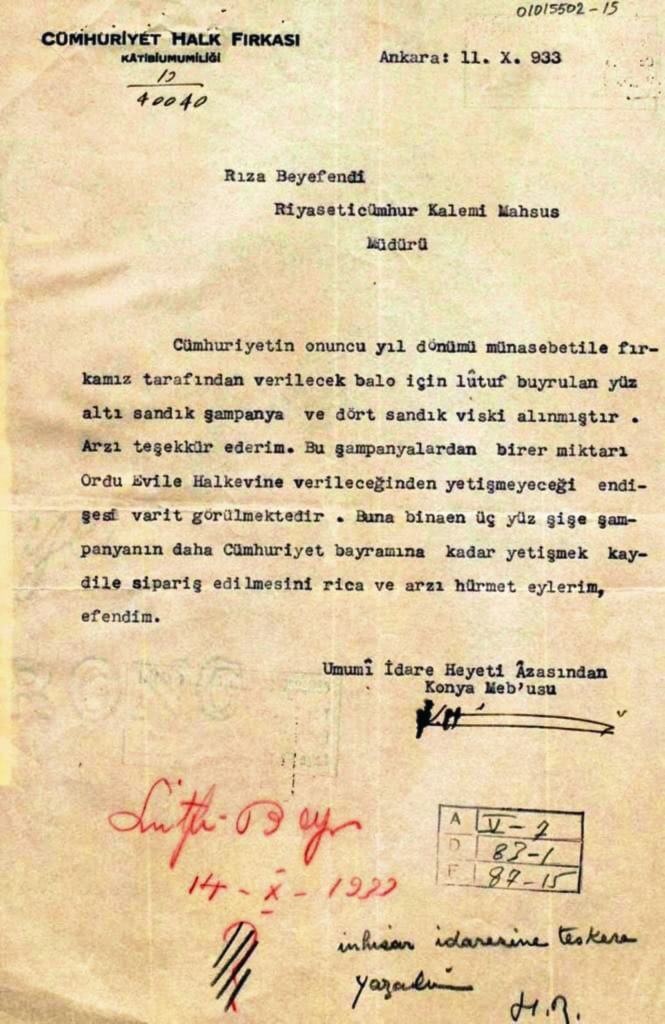 01015502-15
CÜMHURİYET HALK FIRKASI
KÂTİBİUMUMİLİĞİ
Ankara: 11. X. 933
40040
Rıza Beyefendi
Riyaseticümhur Kalemi Mahsus
Müdürü
Cümhuriyetin onuncu yıl dönümü münasebetile fır-
kamız tarafından verilecek balo için lûtuf buyrulan yüz
altı sandık şampanya ve dört sandık viski alınmıştır .
Arzı teşekkür ederim. Bu şampanyalardan birer miktarı
Ordu Evile Halkevine verileceğinden yetişmeyeceği endi-
şesi varit görülmektedir . Buna binaen üç yüz şişe şam-
panyanın daha Cümhuriyet bayramına kadar yetişmek kay-
dile sipariş edilmesini rica ve arzı hürmet eylerim,
efendim.
Umumî İdare Heyeti Âzasından
Konya Meb'usu
Lûtfi Bey
14 - X - 1933
A V-2
D 83-1
F 87-15
inhisar idaresine teskere
yazalım
H.R.